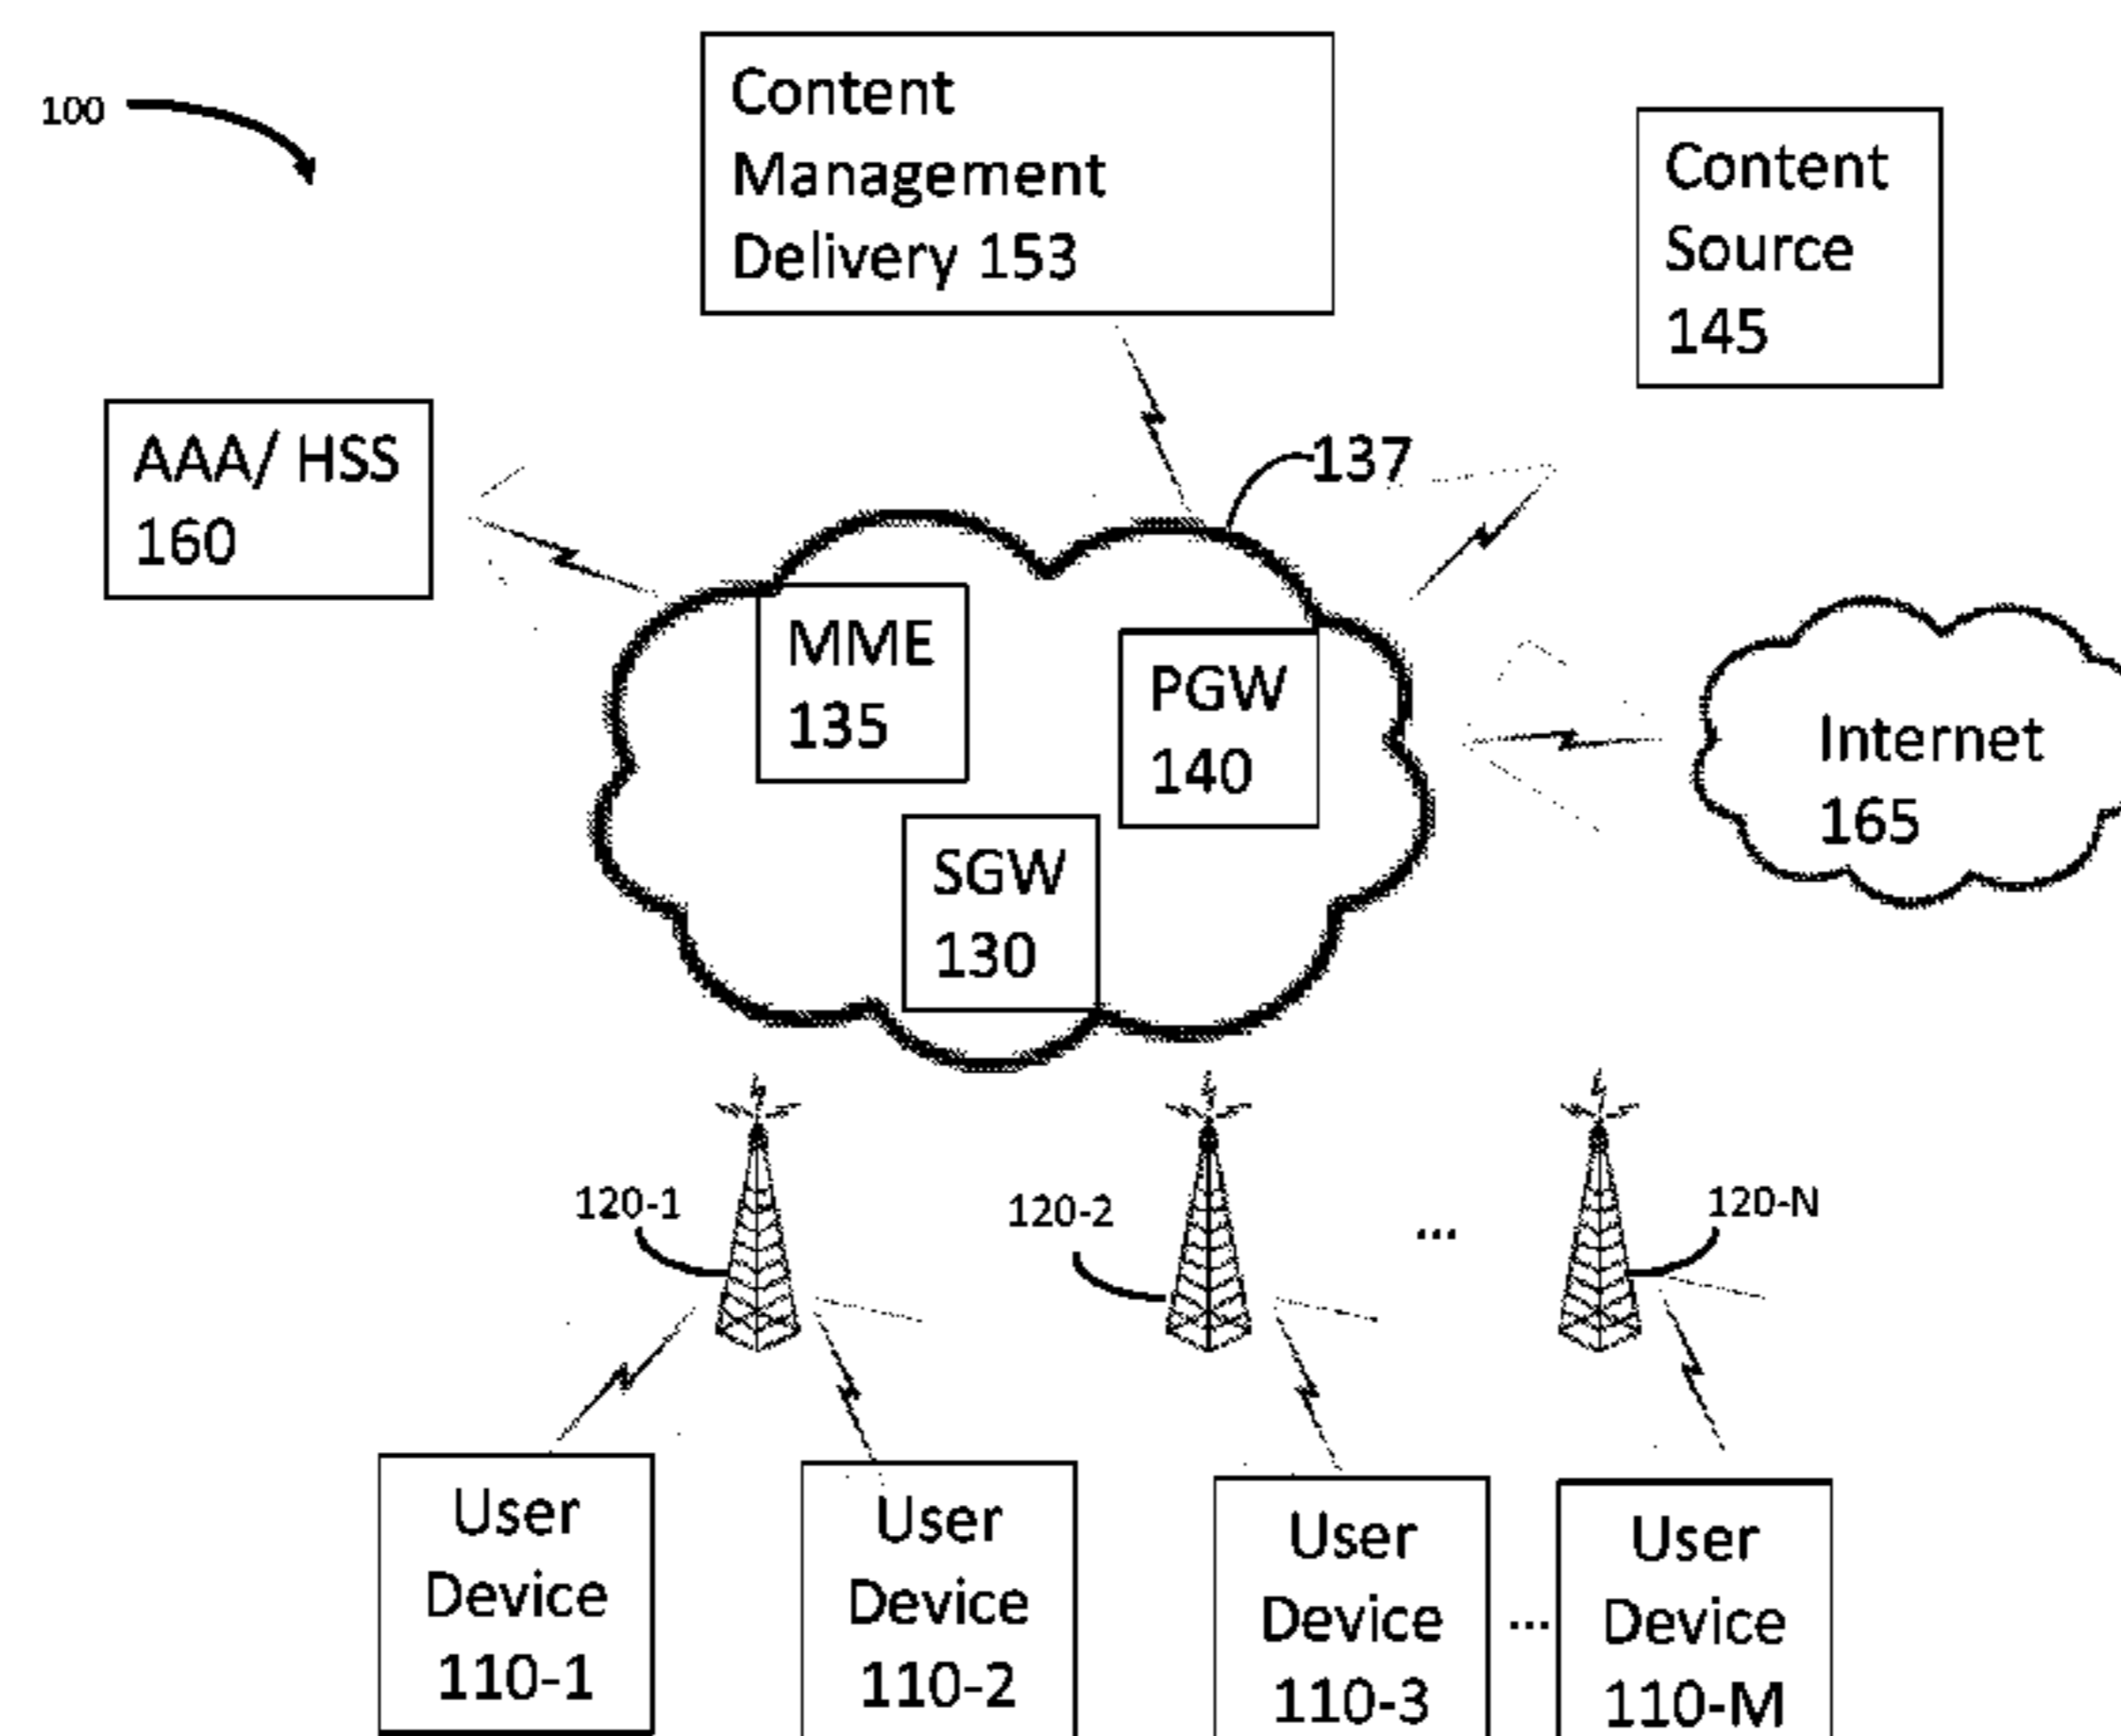 100
Content
Management
Delivery 153
Content
Source
145
AAA/ HSS
160
137
MME
135
PGW
140
Internet
165
SGW
130
120-1
120-2
...
120-N
User
Device
110-1
User
Device
110-2
User
Device
110-3
...
User
Device
110-M